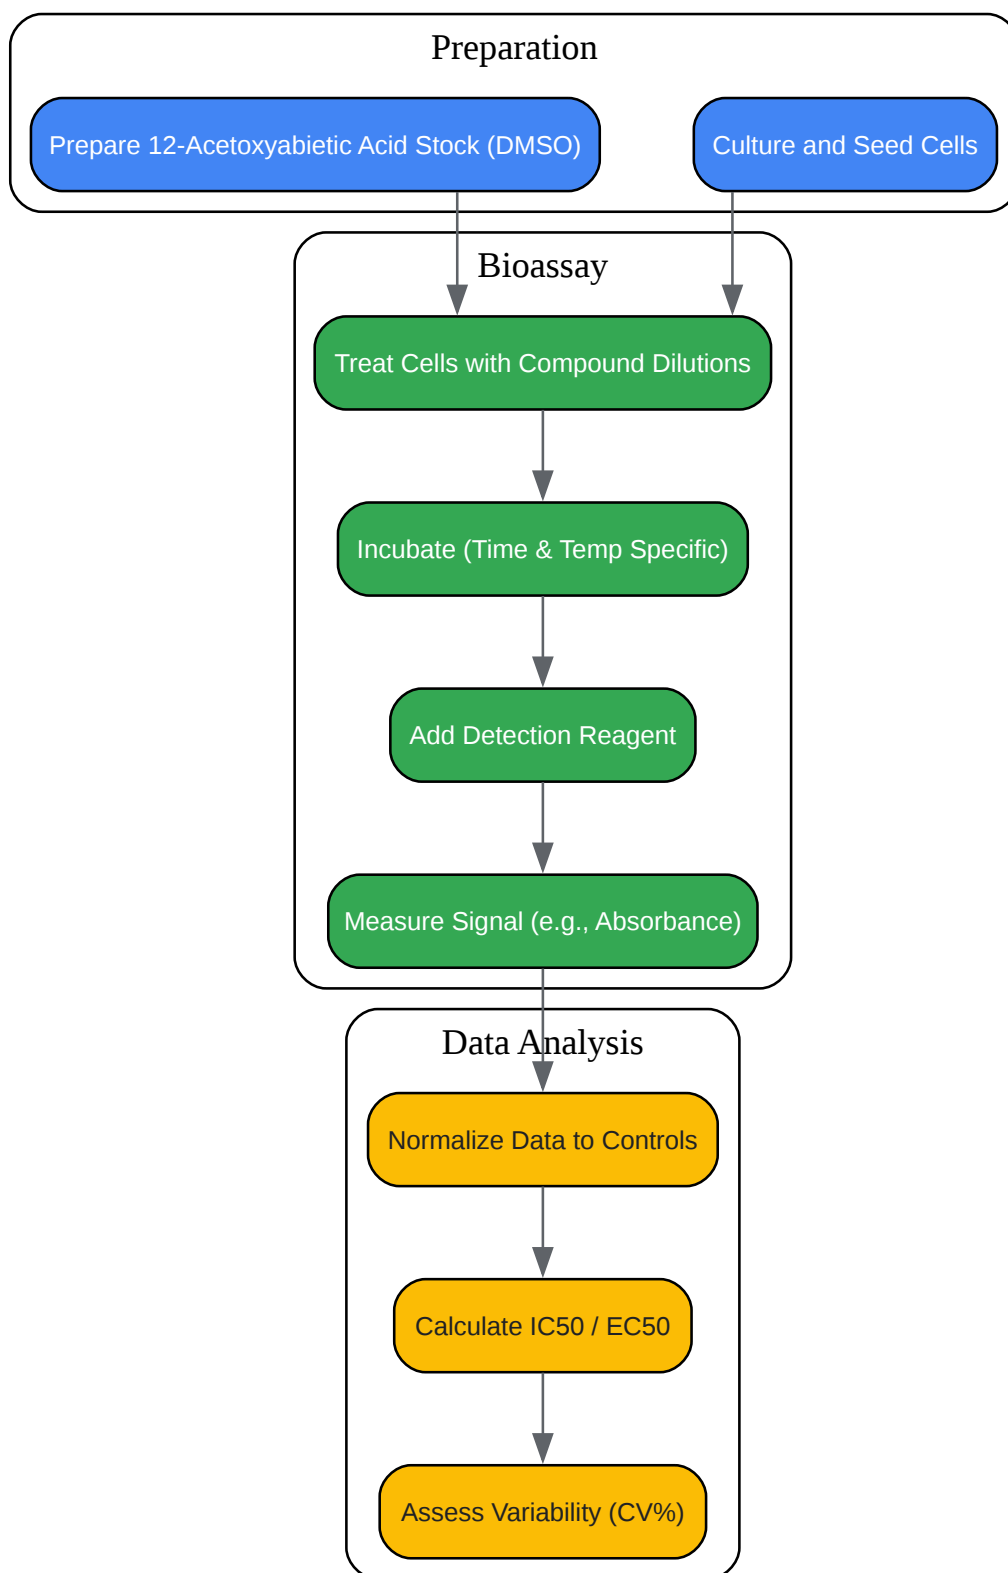 Preparation
Prepare 12-Acetoxyabietic Acid Stock (DMSO)
Culture and Seed Cells
Bioassay
Treat Cells with Compound Dilutions
Incubate (Time & Temp Specific)
Add Detection Reagent
Measure Signal (e.g., Absorbance)
Data Analysis
Normalize Data to Controls
Calculate IC50 / EC50
Assess Variability (CV%)